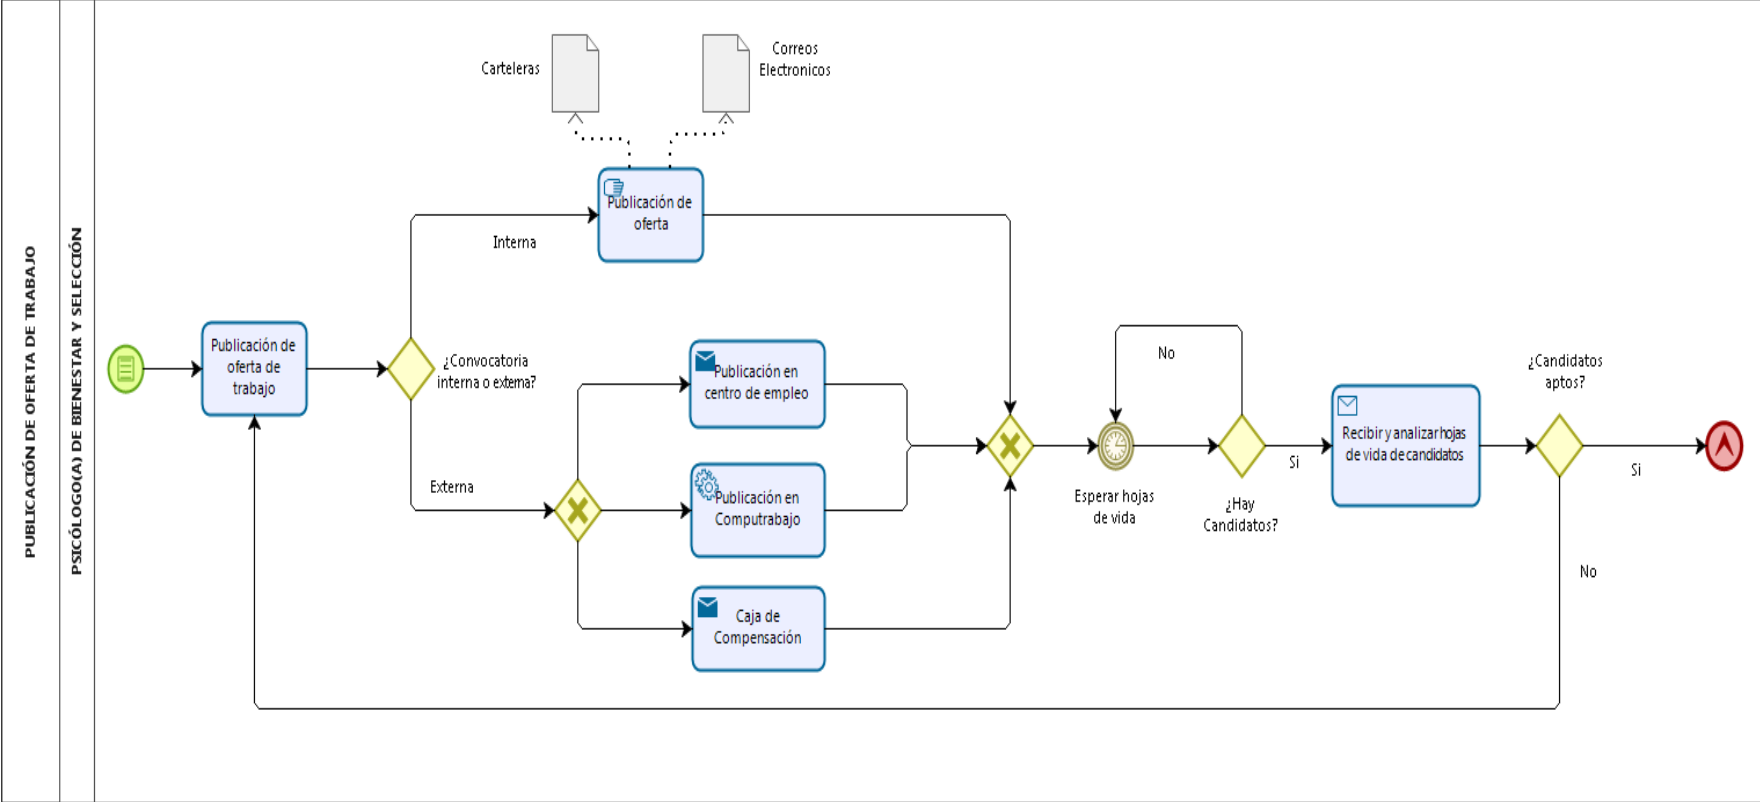 PUBLICACIÓN DE OFERTA DE TRABAJO
PSICÓLOGO(A) DE BIENESTAR Y SELECCIÓN
Carteleras
Correos
Electronicos
Publicación de
oferta
Interna
Publicación de
oferta de
trabajo
¿Convocatoria
interna o externa?
Externa
Publicación en
centro de empleo
Publicación en
Computrabajo
Caja de
Compensación
Esperar hojas
de vida
No
¿Hay
Candidatos?
Si
Recibir y analizar hojas
de vida de candidatos
¿Candidatos
aptos?
Si
No